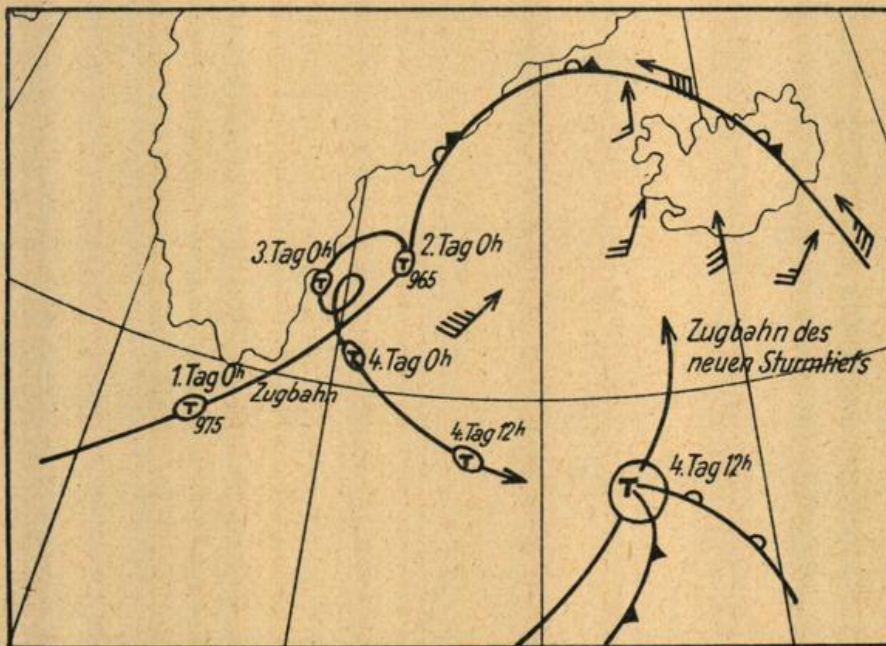 3.Tag 0h
2.Tag 0h
T
T
965
Zugbahn des
neuen Sturmtiefs
1.Tag 0h
4.Tag 0h
Zugbahn
T
T
975
4.Tag 12h
4.Tag 12h
T
T